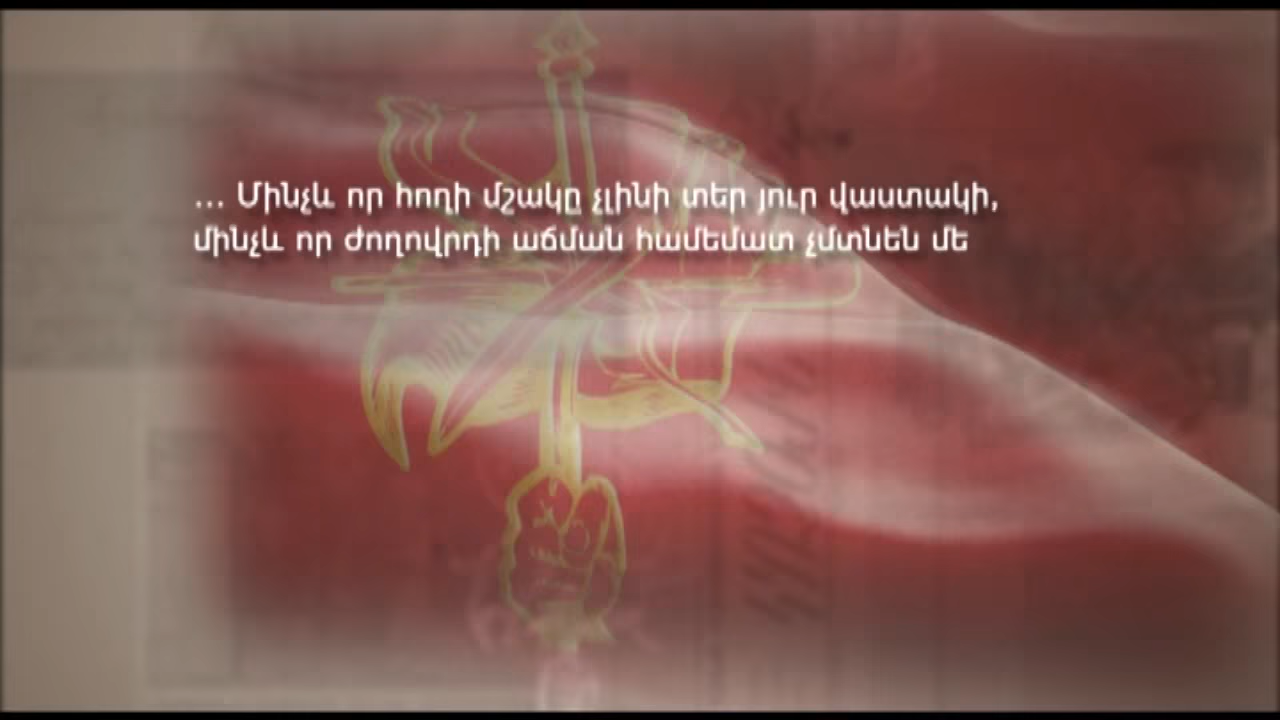 ... Մինչև որ հողի մշակը չլինի տեր յուր վաստակի,
մինչև որ ժողովրդի աճման համեմատ չմտնեն մե